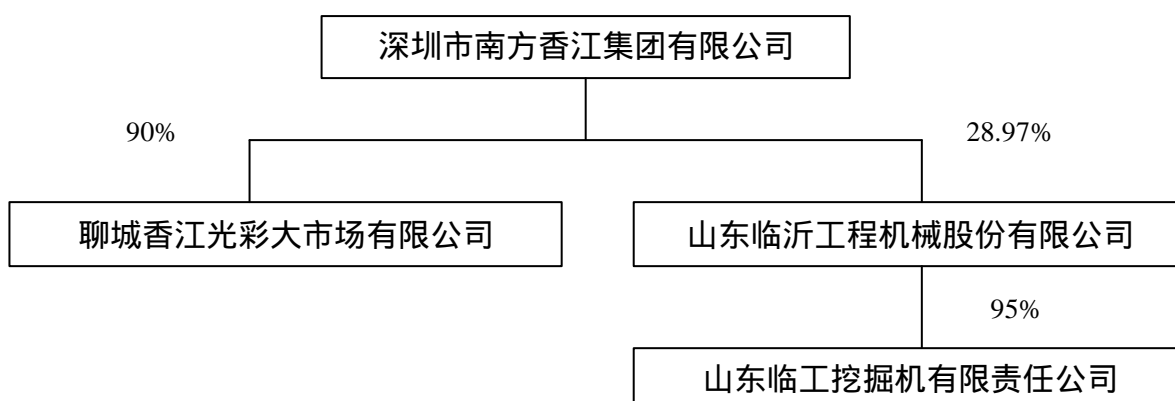 深圳市南方香江集团有限公司
90%
28.97%
聊城香江光彩大市场有限公司
山东临沂工程机械股份有限公司
95%
山东临工挖掘机有限责任公司